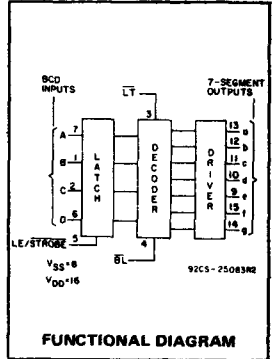 BCD
INPUTS
7-SEGMENT
OUTPUTS
LT
3
A 7
B 1
C 2
D 6
LATCH
DECODER
DRIVER
13 a
12 b
11 c
10 d
9 e
15 f
14 g
5
LE/STROBE
4
BL
VSS=8
VDD=16
92CS-25083R2
FUNCTIONAL DIAGRAM